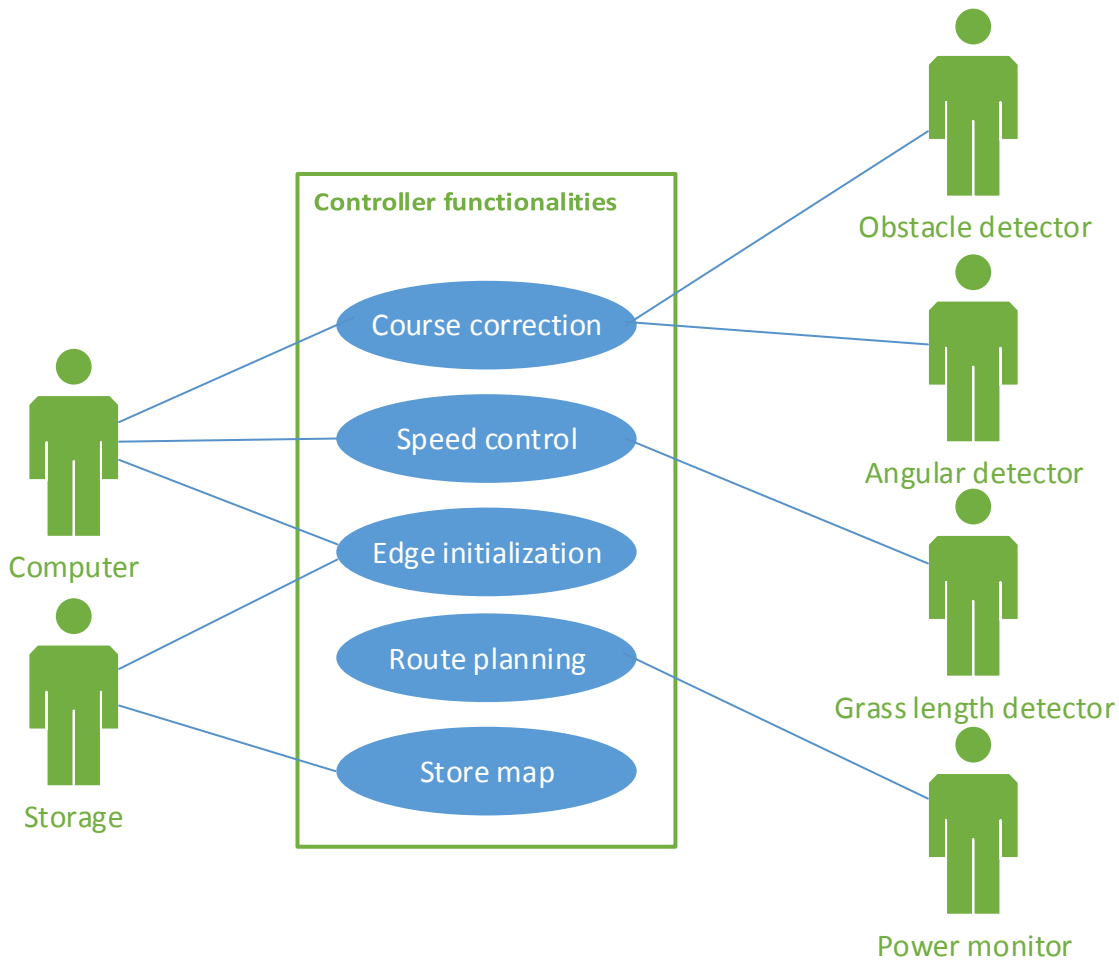 Controller functionalities
Course correction
Speed control
Edge initialization
Route planning
Store map
Computer
Storage
Obstacle detector
Angular detector
Grass length detector
Power monitor